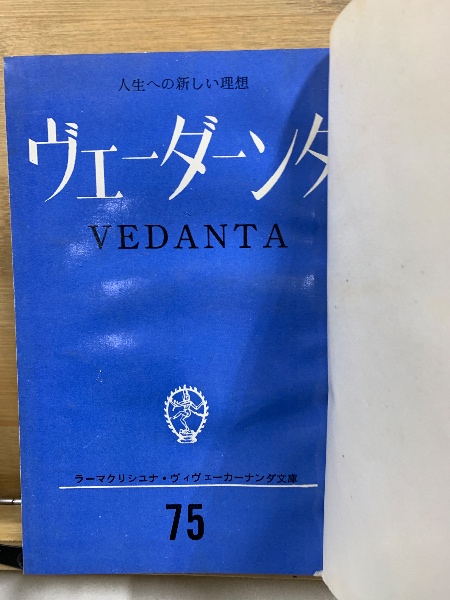 人生への新しい理想
ヴェーダーンタ
VEDANTA
ラーマクリシュナ・ヴィヴェーカーナンダ文庫
75